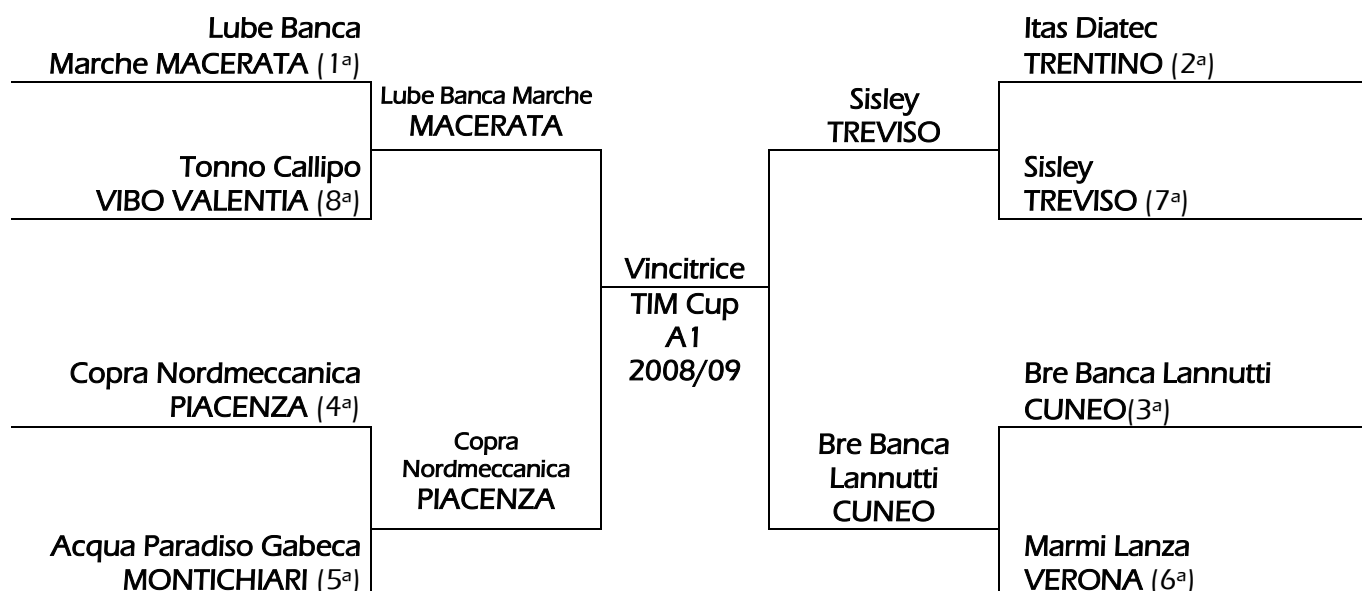 Lube Banca
Marche MACERATA (1ª)
Tonno Callipo
VIBO VALENTIA (8ª)
Copra Nordmeccanica
PIACENZA (4ª)
Acqua Paradiso Gabeca
MONTICHIARI (5ª)
Lube Banca Marche
MACERATA
Copra
Nordmeccanica
PIACENZA
Vincitrice
TIM Cup
A1
2008/09
Sisley
TREVISO
Bre Banca
Lannutti
CUNEO
Itas Diatec
TRENTINO (2ª)
Sisley
TREVISO (7ª)
Bre Banca Lannutti
CUNEO(3ª)
Marmi Lanza
VERONA (6ª)